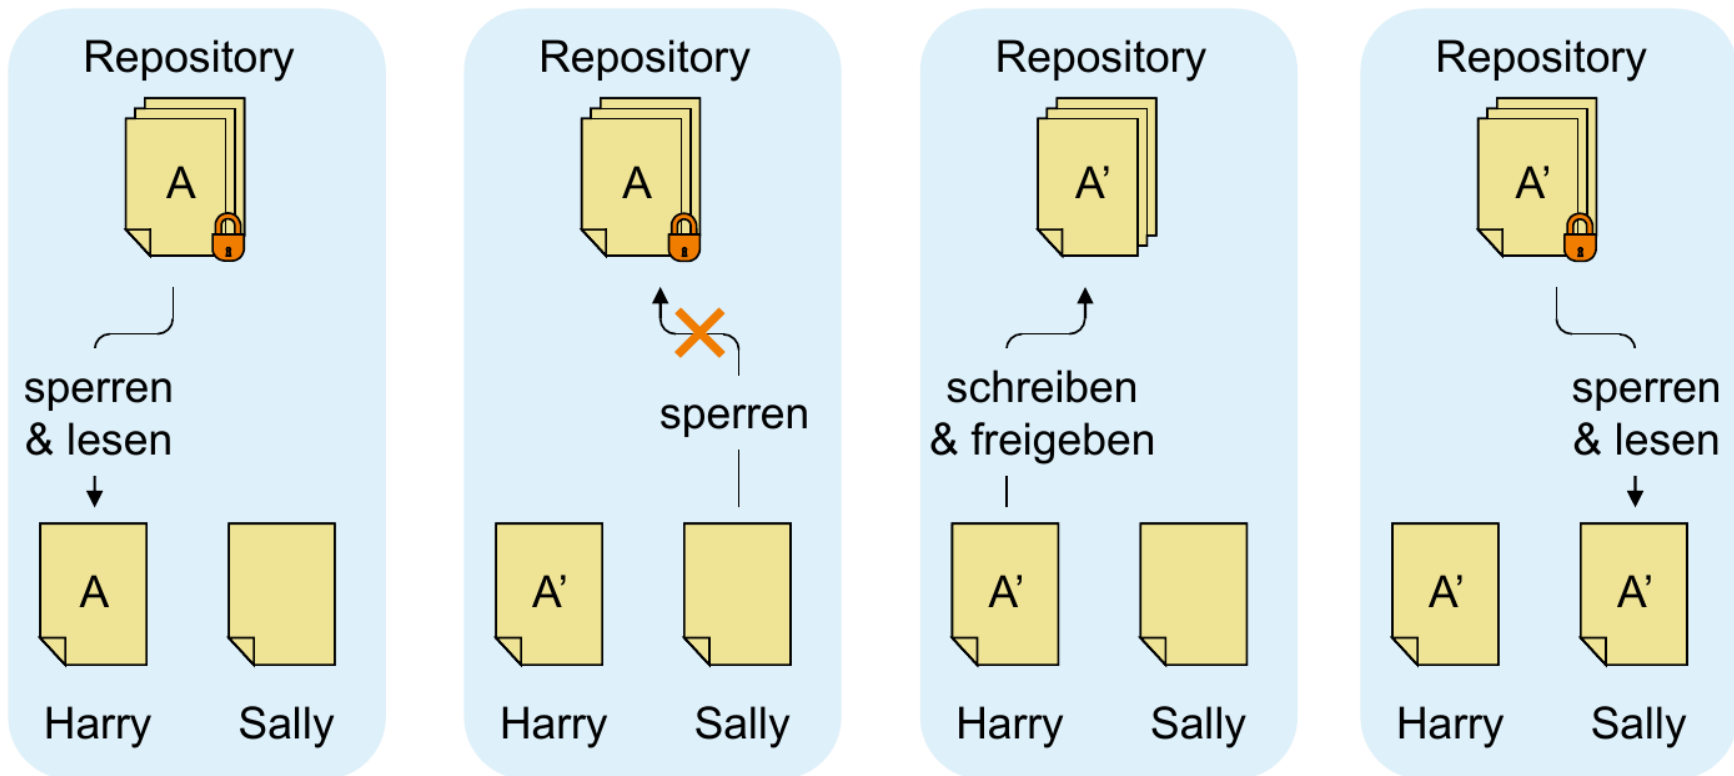 Repository
A
sperren
& lesen
A
Harry
Sally
Repository
A
sperren
A’
Harry
Sally
Repository
A’
schreiben
& freigeben
A’
Harry
Sally
Repository
A’
sperren
& lesen
A’
A’
Harry
Sally